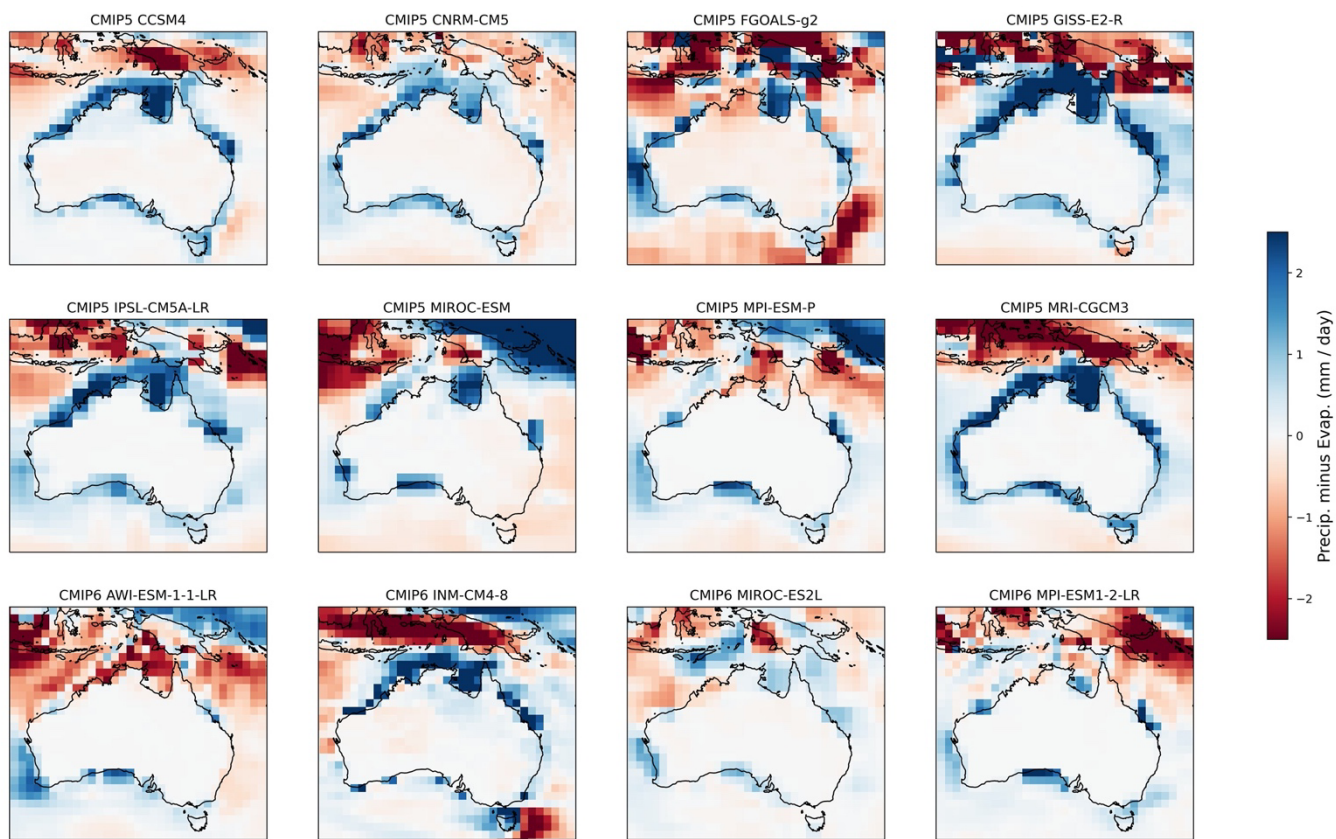 CMIP5 CCSM4
CMIP5 CNRM-CM5
CMIP5 FGOALS-g2
CMIP5 GISS-E2-R
CMIP5 IPSL-CM5A-LR
CMIP5 MIROC-ESM
CMIP5 MPI-ESM-P
CMIP5 MRI-CGCM3
CMIP6 AWI-ESM-1-1-LR
CMIP6 INM-CM4-8
CMIP6 MIROC-ES2L
CMIP6 MPI-ESM1-2-LR
2
1
0
−1
−2
Precip. minus Evap. (mm / day)